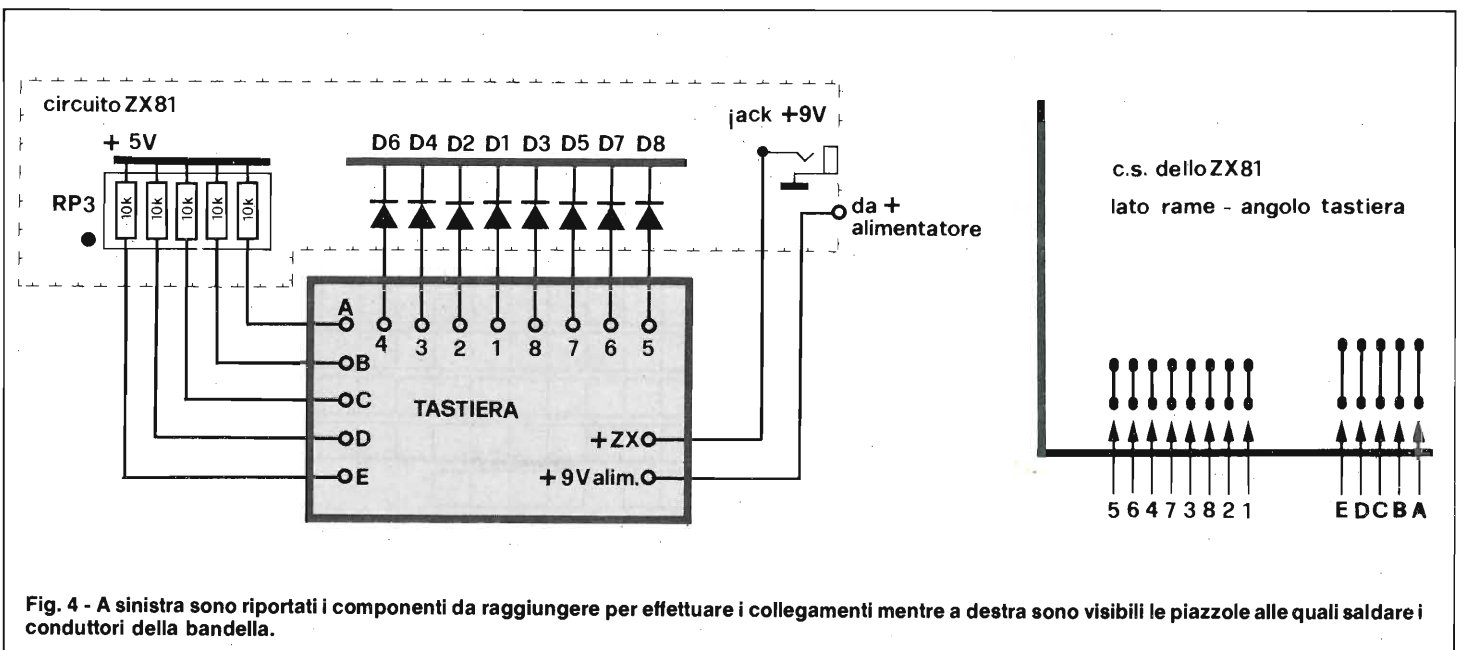 circuito ZX81
+ 5V
RP3
10k 10k 10k 10k 10k
D6 D4 D2 D1 D3 D5 D7 D8
jack +9V
da +
alimentatore
A
B
C
D
E
4 3 2 1 8 7 6 5
TASTIERA
+ZX
+9Valim.
c.s. dello ZX81
lato rame - angolo tastiera
5 6 4 7 3 8 2 1
E D C B A
Fig. 4 - A sinistra sono riportati i componenti da raggiungere per effettuare i collegamenti mentre a destra sono visibili le piazzole alle quali saldare i
conduttori della bandella.